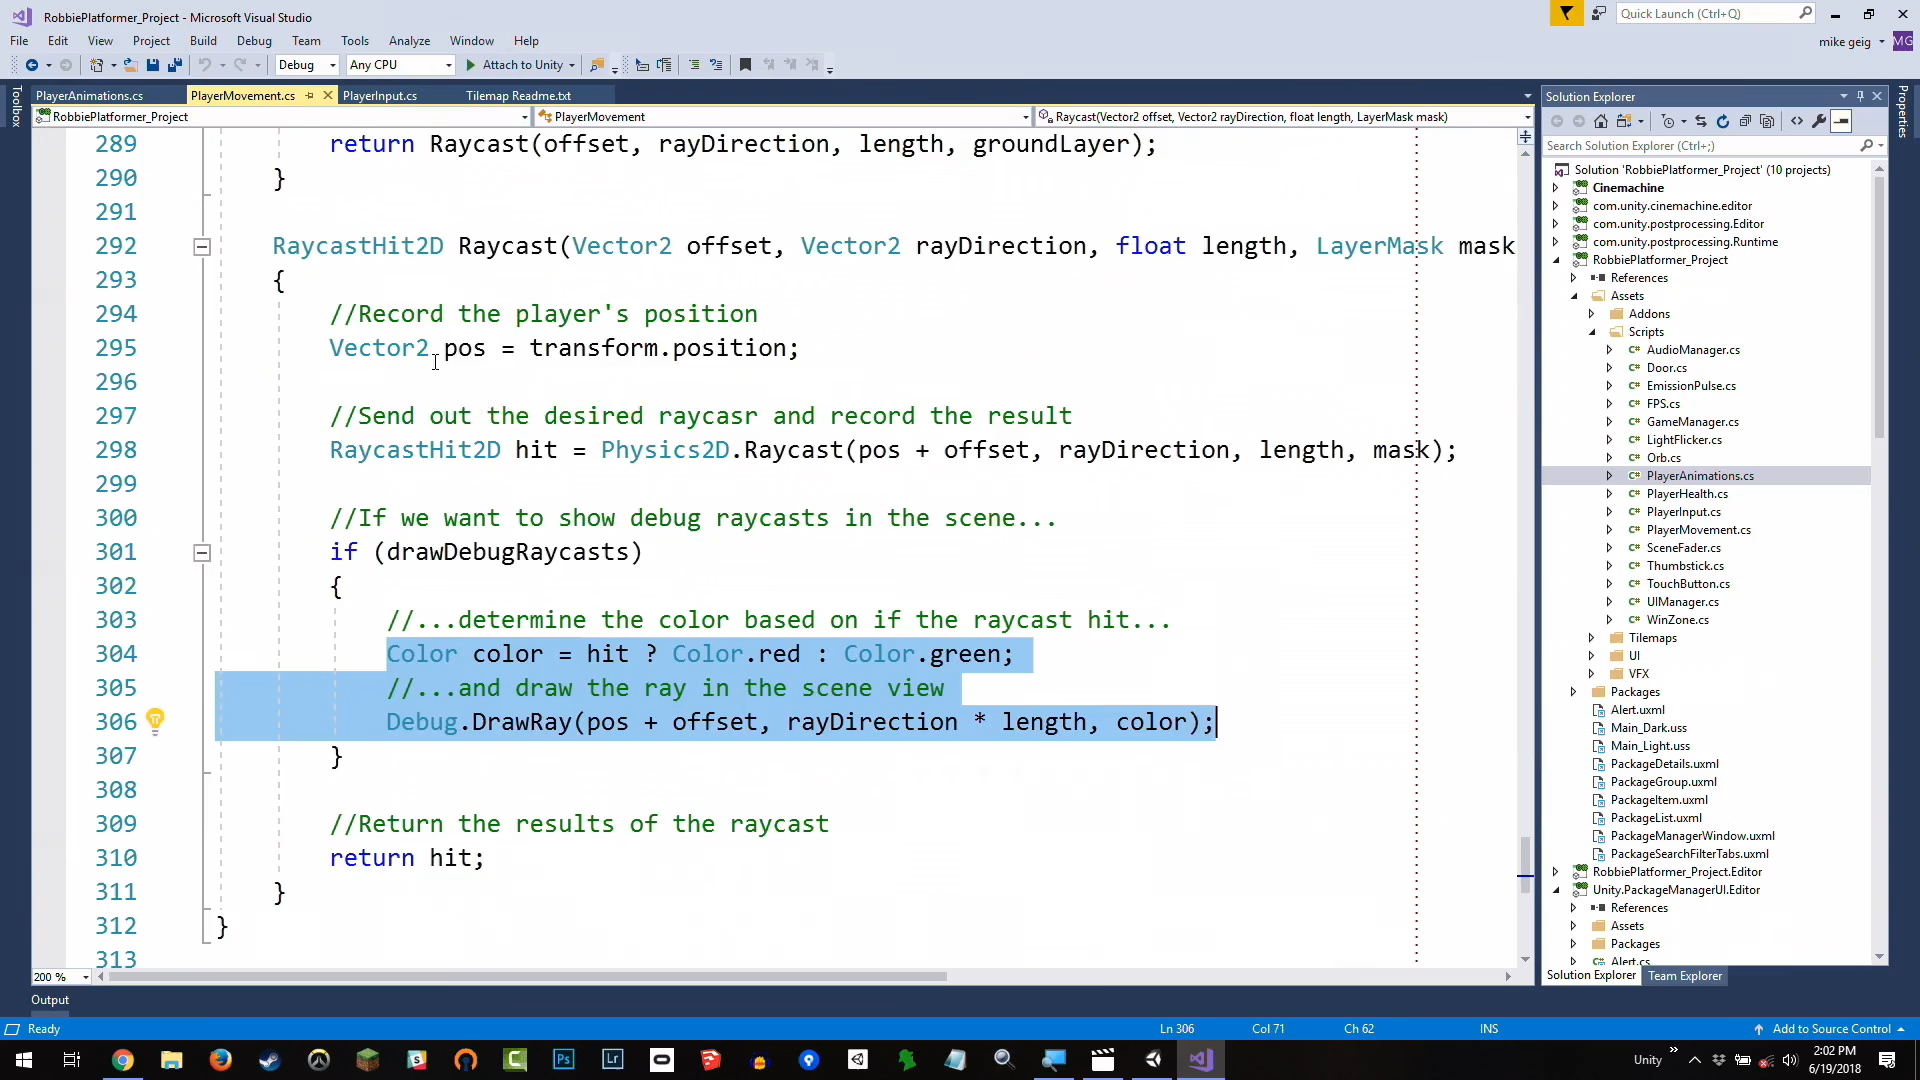 RobbiePlatformer_Project - Microsoft Visual Studio
Quick Launch (Ctrl+Q)
File Edit View Project Build Debug Team Tools Analyze Window Help
mike geig MG
Debug Any CPU Attach to Unity
Toolbox
PlayerAnimations.cs PlayerMovement.cs PlayerInput.cs Tilemap Readme.txt
RobbiePlatformer_Project PlayerMovement Raycast(Vector2 offset, Vector2 rayDirection, float length, LayerMask mask)
289 return Raycast(offset, rayDirection, length, groundLayer);
290 }
291
292 RaycastHit2D Raycast(Vector2 offset, Vector2 rayDirection, float length, LayerMask mask
293 {
294 //Record the player's position
295 Vector2 pos = transform.position;
296
297 //Send out the desired raycasr and record the result
298 RaycastHit2D hit = Physics2D.Raycast(pos + offset, rayDirection, length, mask);
299
300 //If we want to show debug raycasts in the scene...
301 if (drawDebugRaycasts)
302 {
303 //...determine the color based on if the raycast hit...
304 Color color = hit ? Color.red : Color.green;
305 //...and draw the ray in the scene view
306 Debug.DrawRay(pos + offset, rayDirection * length, color);
307 }
308
309 //Return the results of the raycast
310 return hit;
311 }
312 }
313
200 %
Output
Solution Explorer
Search Solution Explorer (Ctrl+;)
Solution 'RobbiePlatformer_Project' (10 projects)
Cinemachine
com.unity.cinemachine.editor
com.unity.postprocessing.Editor
com.unity.postprocessing.Runtime
RobbiePlatformer_Project
References
Assets
Addons
Scripts
C# AudioManager.cs
C# Door.cs
C# EmissionPulse.cs
C# FPS.cs
C# GameManager.cs
C# LightFlicker.cs
C# Orb.cs
C# PlayerAnimations.cs
C# PlayerHealth.cs
C# PlayerInput.cs
C# PlayerMovement.cs
C# SceneFader.cs
C# Thumbstick.cs
C# TouchButton.cs
C# UIManager.cs
C# WinZone.cs
Tilemaps
UI
VFX
Packages
Alert.uxml
Main_Dark.uss
Main_Light.uss
PackageDetails.uxml
PackageGroup.uxml
PackageItem.uxml
PackageList.uxml
PackageManagerWindow.uxml
PackageSearchFilterTabs.uxml
RobbiePlatformer_Project.Editor
Unity.PackageManagerUI.Editor
References
Assets
Packages
C# Alert.cs
Solution Explorer Team Explorer
Properties
Ready Ln 306 Col 71 Ch 62 INS Add to Source Control
Ps Lr Unity 2:02 PM
6/19/2018